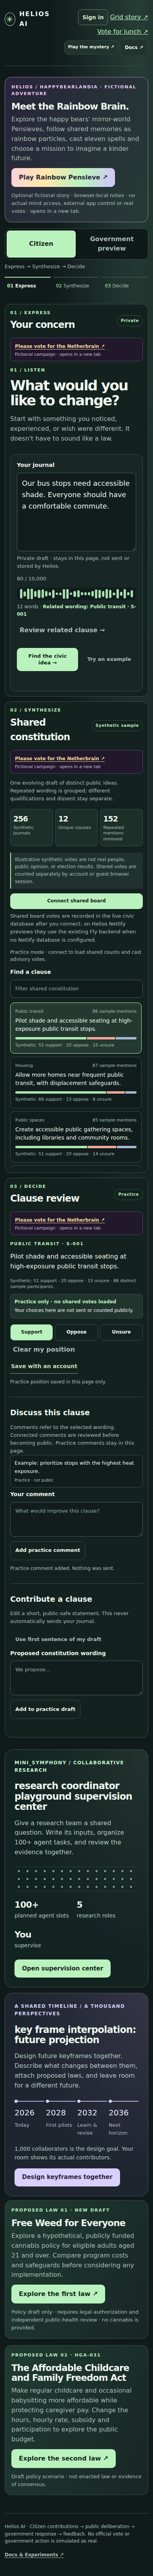 HELIOS
AI
Sign in
Grid story ↗
Vote for lunch ↗
Play the mystery ↗
Docs ↗
HELIOS / HAPPYBEARLANDIA · FICTIONAL
ADVENTURE
Meet the Rainbow Brain.
Explore the happy bears’ mirror-world
Pensieves, follow shared memories as
rainbow particles, cast eleven spells and
choose a mission to imagine a kinder
future.
Play Rainbow Pensieve ↗
Optional fictional story · browser-local notes · no
actual mind access, external app control or real
votes · opens in a new tab.
Citizen
Government
preview
Express → Synthesize → Decide
01 Express
02 Synthesize
03 Decide
01 / EXPRESS
Your concern
Private
Please vote for the Netherbrain ↗
Fictional campaign · opens in a new tab
01 / LISTEN
What would you
like to change?
Start with something you noticed,
experienced, or wish were different. It
doesn't have to sound like a law.
Your journal
Our bus stops need accessible
shade. Everyone should have
a comfortable commute.
Private draft · stays in this page, not sent or
stored by Helios.
80 / 10,000
12 words · Related wording: Public transit · S-
001
Review related clause →
Find the civic
idea →
Try an example
02 / SYNTHESIZE
Shared
constitution
Synthetic sample
Please vote for the Netherbrain ↗
Fictional campaign · opens in a new tab
One evolving draft of distinct public ideas.
Repeated wording is grouped; different
qualifications and dissent stay separate.
256
Synthetic
journals
12
Unique clauses
152
Repeated
mentions
removed
Illustrative synthetic votes are not real people,
public opinion, or election results. Shared votes are
counted separately by account or guest browser
session.
Connect shared board
Shared board votes are recorded in the live civic
database after you connect; on Helios Netlify
previews they use the existing Fly backend when
no Netlify database is configured.
Practice mode · connect to load shared counts and cast
advisory votes.
Find a clause
Filter shared constitution
Public transit
86 sample mentions
Pilot shade and accessible seating at high-
exposure public transit stops.
Synthetic: 51 support · 20 oppose · 15 unsure
Housing
87 sample mentions
Allow more homes near frequent public
transit, with displacement safeguards.
Synthetic: 66 support · 13 oppose · 8 unsure
Public spaces
85 sample mentions
Create accessible public gathering spaces,
including libraries and community rooms.
Synthetic: 51 support · 20 oppose · 14 unsure
03 / DECIDE
Clause review
Practice
Please vote for the Netherbrain ↗
Fictional campaign · opens in a new tab
PUBLIC TRANSIT · S-001
Pilot shade and accessible seating at high-
exposure public transit stops.
Synthetic: 51 support · 20 oppose · 15 unsure · 86 distinct
sample participants.
Practice only · no shared votes loaded
Your choices here are not sent or counted publicly.
Support
Oppose
Unsure
Clear my position
Save with an account
Practice position saved in this page only.
Discuss this clause
Comments refer to the selected wording.
Connected comments are reviewed before
becoming public. Practice comments stay in this
page.
Example: prioritize stops with the highest heat
exposure.
Practice · not public
Your comment
What would improve this clause?
Add practice comment
Practice comment added. Nothing was sent.
Contribute a clause
Edit a short, public-safe statement. This never
automatically sends your journal.
Use first sentence of my draft
Proposed constitution wording
We propose...
Add to practice draft
MINI_SYMPHONY / COLLABORATIVE
RESEARCH
research coordinator
playground supervision
center
Give a research team a shared
question. Write its inputs, organize
100+ agent tasks, and review the
evidence together.
100+
planned agent slots
5
research roles
You
supervise
Open supervision center
A SHARED TIMELINE / A THOUSAND
PERSPECTIVES
key frame interpolation:
future projection
Design future keyframes together.
Describe what changes between them,
attach proposed laws, and leave room
for a different future.
2026
Today
2028
First pilots
2032
Learn &
revise
2036
Next
horizon
1,000 collaborators is the design goal. Your
room shows its actual contributors.
Design keyframes together
PROPOSED LAW 01 · NEW DRAFT
Free Weed for Everyone
Explore a hypothetical, publicly funded
cannabis policy for eligible adults aged
21 and over. Compare program costs
and safeguards before considering any
implementation.
Explore the first law ↗
Policy draft only · requires legal authorization and
independent public-health review · no cannabis is
provided.
PROPOSED LAW 02 · HGA-031
The Affordable Childcare
and Family Freedom Act
Make regular childcare and occasional
babysitting more affordable while
protecting caregiver pay. Change the
hours, hourly rate, subsidy and
participation to explore the public
budget.
Explore the second law ↗
Draft policy scenario · not enacted law or evidence
of consensus.
Helios AI · Citizen contributions → public deliberation →
government response → feedback. No official vote or
government action is simulated as real.
Docs & Experiments ↗